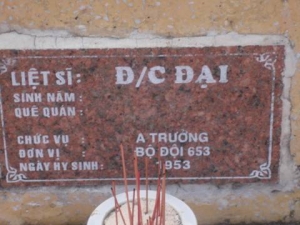 LIỆT SĨ : Đ/C ĐẠI
SINH NĂM :
QUÊ QUÁN :
CHỨC VỤ : A TRƯỞNG
ĐƠN VỊ : BỘ ĐỘI 653
NGÀY HY SINH : 1953